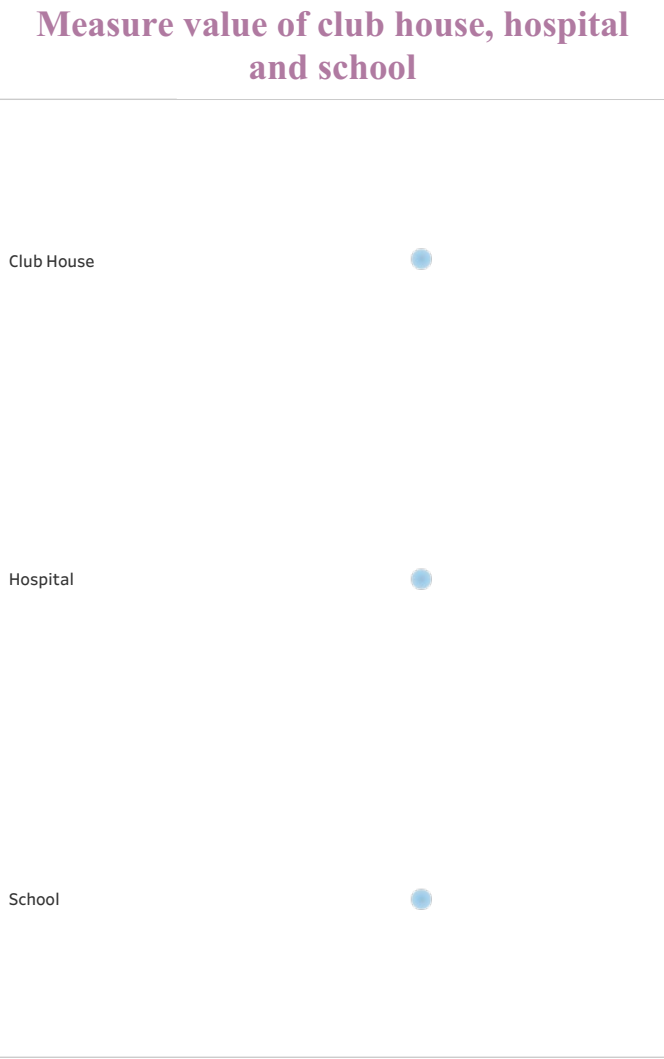 Measure value of club house, hospital
and school
Club House
Hospital
School